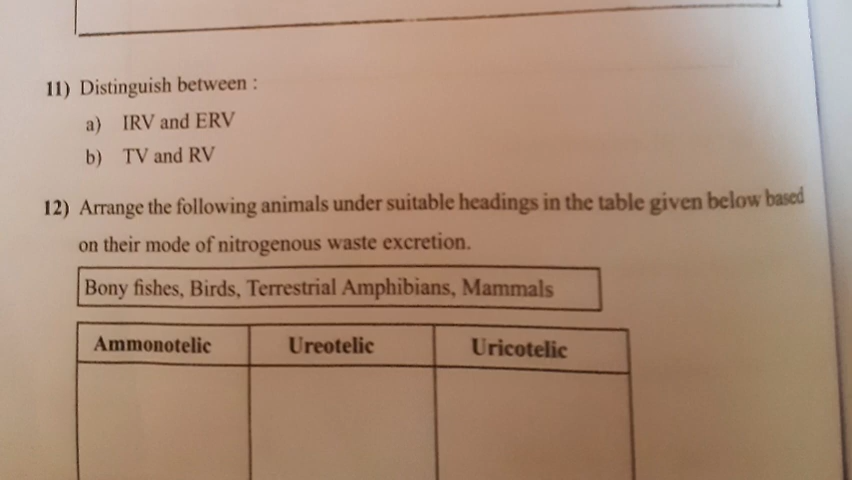 11) Distinguish between :
a) IRV and ERV
b) TV and RV
12) Arrange the following animals under suitable headings in the table given below based
on their mode of nitrogenous waste excretion.
Bony fishes, Birds, Terrestrial Amphibians, Mammals
Ammonotelic Ureotelic Uricotelic